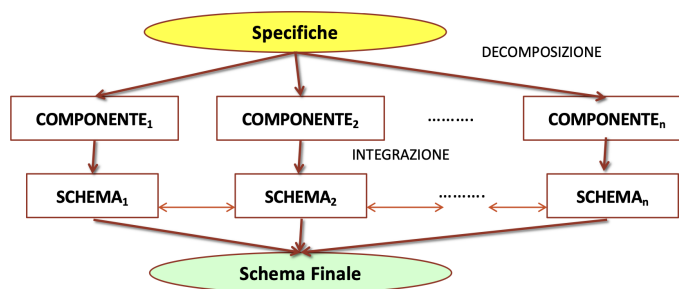 Specifiche
DECOMPOSIZIONE
COMPONENTE₁ COMPONENTE₂ ………. COMPONENTEₙ
INTEGRAZIONE
SCHEMA₁ SCHEMA₂ ………. SCHEMAₙ
Schema Finale